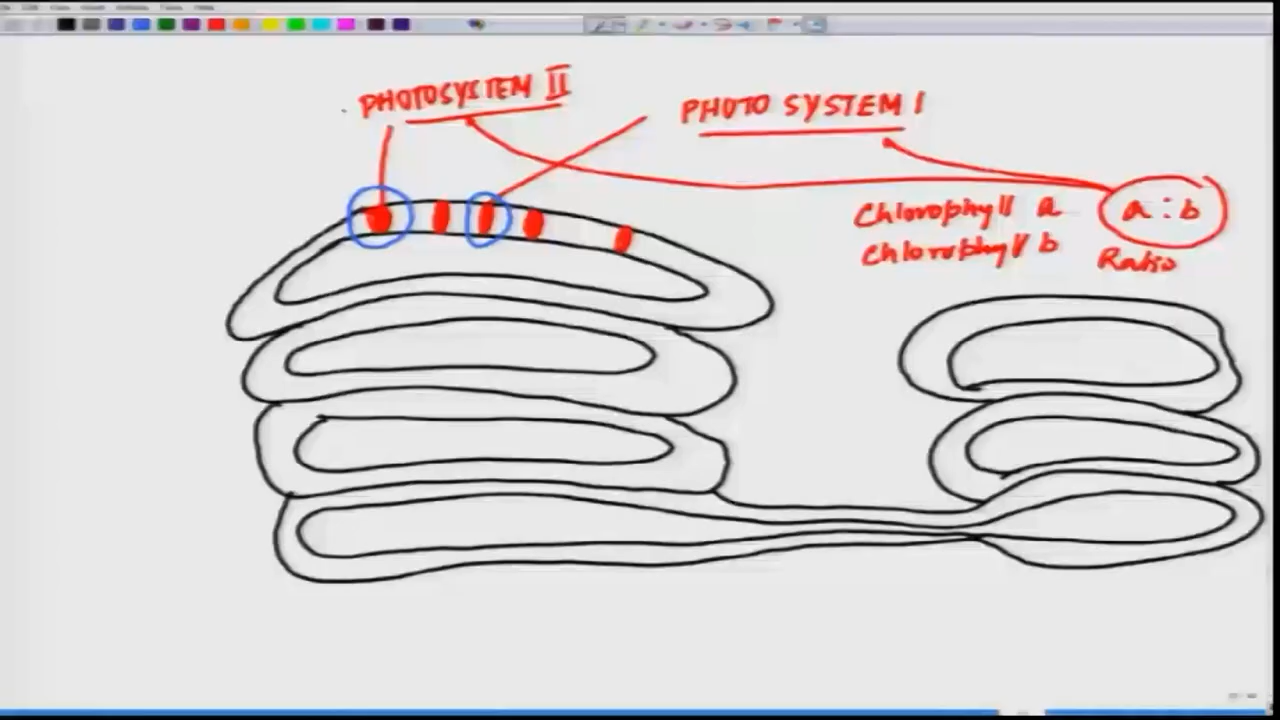 PHOTOSYSTEM II
PHOTO SYSTEM I
Chlorophyll a
a : b
Chlorophyll b
Ratio